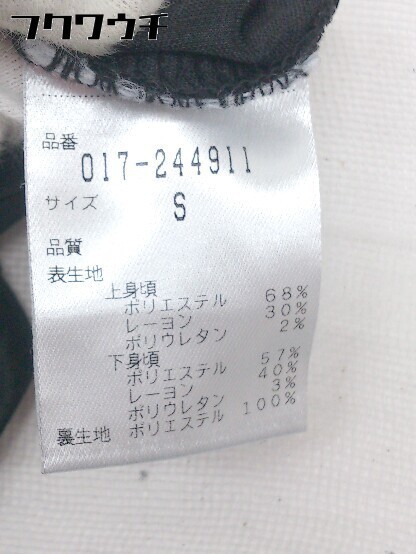 フクワウチ
品番
017-244911
サイズ S
品質
表生地
上身頃
ポリエステル 68%
レーヨン 30%
ポリウレタン 2%
下身頃
ポリエステル 57%
レーヨン 40%
ポリウレタン 3%
裏生地 ポリエステル 100%